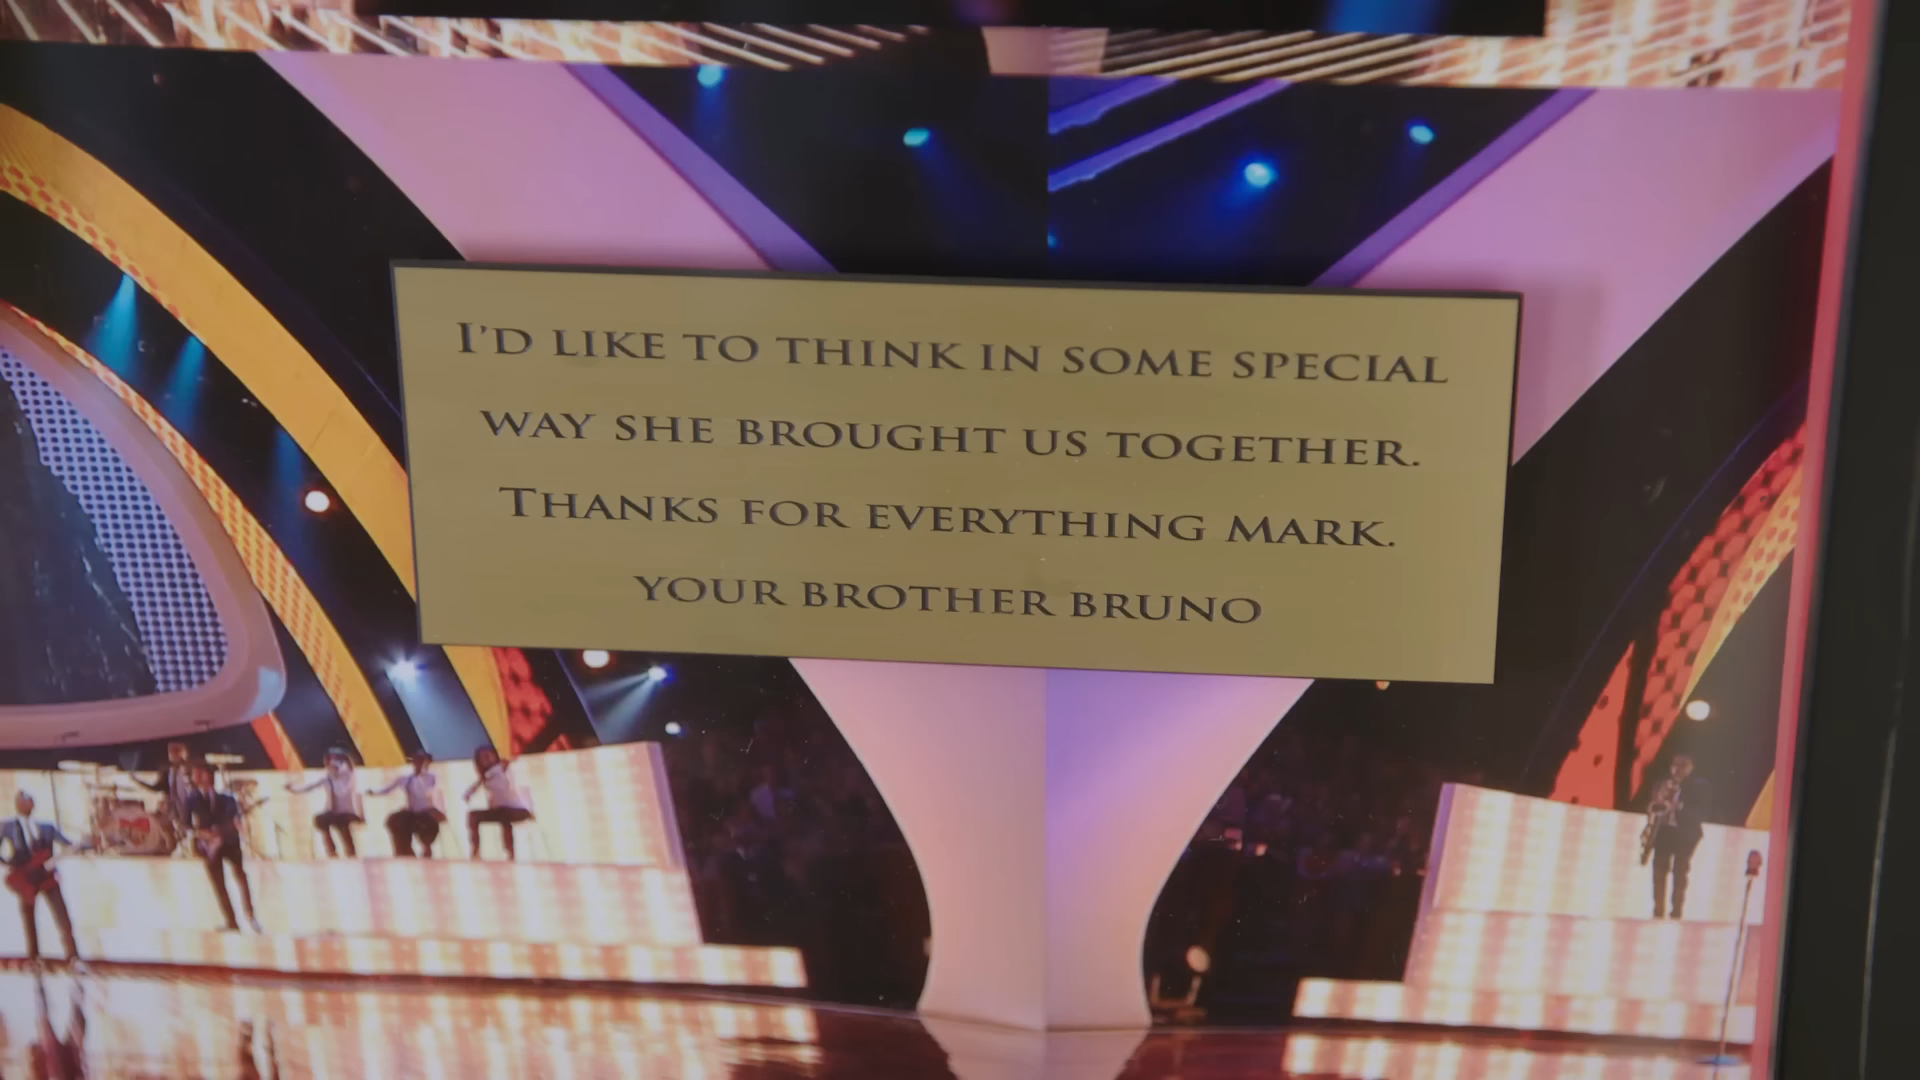 I'D LIKE TO THINK IN SOME SPECIAL
WAY SHE BROUGHT US TOGETHER.
THANKS FOR EVERYTHING MARK.
YOUR BROTHER BRUNO